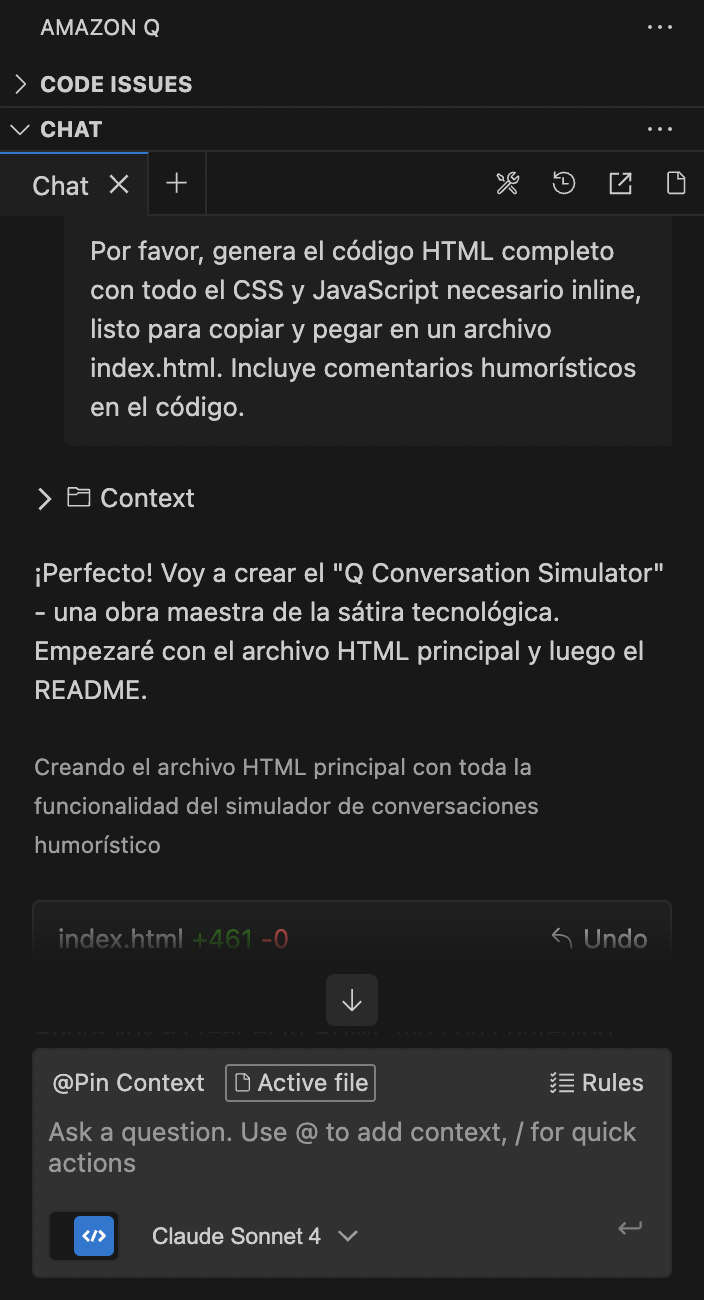 AMAZON Q
CODE ISSUES
CHAT
Chat
Por favor, genera el código HTML completo
con todo el CSS y JavaScript necesario inline,
listo para copiar y pegar en un archivo
index.html. Incluye comentarios humorísticos
en el código.
Context
¡Perfecto! Voy a crear el "Q Conversation Simulator"
- una obra maestra de la sátira tecnológica.
Empezaré con el archivo HTML principal y luego el
README.
Creando el archivo HTML principal con toda la
funcionalidad del simulador de conversaciones
humorístico
index.html +461 -0 Undo
@Pin Context Active file Rules
Ask a question. Use @ to add context, / for quick
actions
Claude Sonnet 4